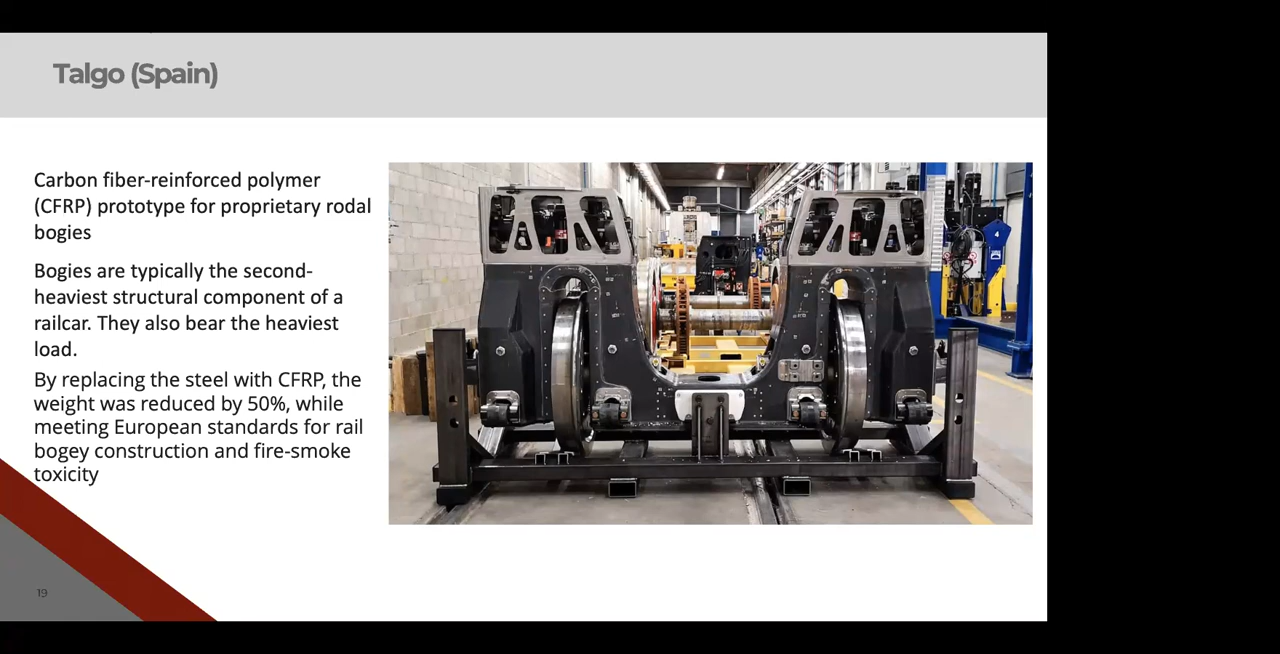 Talgo (Spain)
Carbon fiber-reinforced polymer
(CFRP) prototype for proprietary rodal
bogies
Bogies are typically the second-
heaviest structural component of a
railcar. They also bear the heaviest
load.
By replacing the steel with CFRP, the
weight was reduced by 50%, while
meeting European standards for rail
bogey construction and fire-smoke
toxicity
4
19